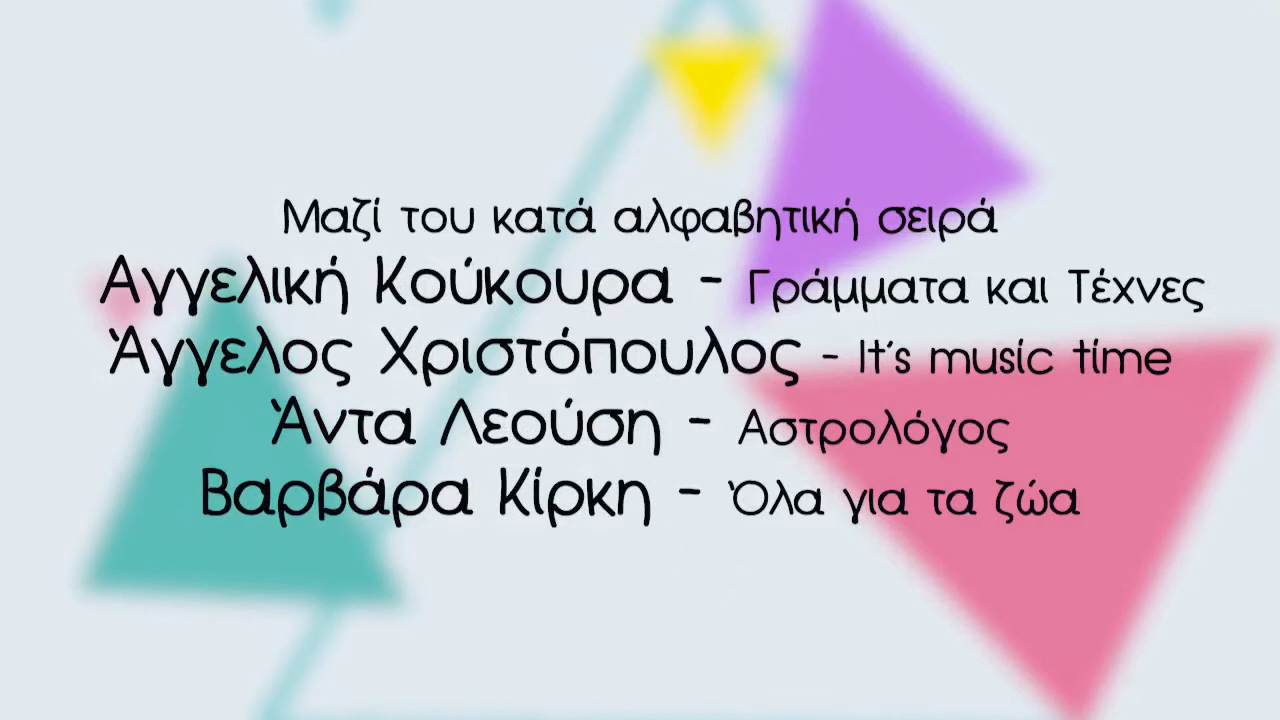 Μαζί του κατά αλφαβητική σειρά
Αγγελική Κούκουρα - Γράμματα και Τέχνες
Άγγελος Χριστόπουλος - It's music time
Άντα Λεούση - Αστρολόγος
Βαρβάρα Κίρκη - Όλα για τα ζώα